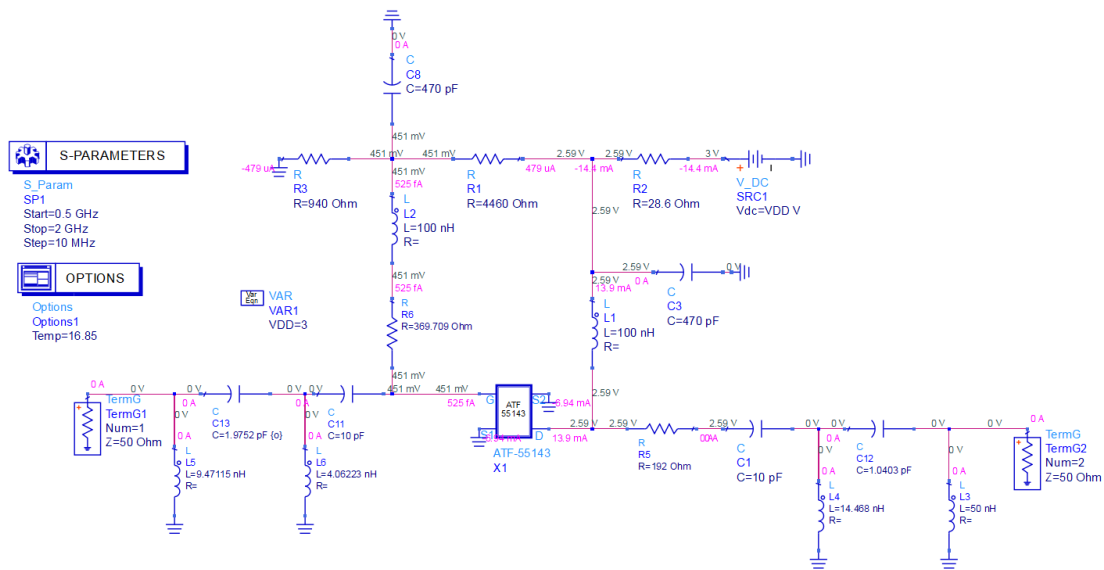 0 V
0 A
C
C8
C=470 pF
451 mV
S-PARAMETERS
S_Param
SP1
Start=0.5 GHz
Stop=2 GHz
Step=10 MHz
OPTIONS
Options
Options1
Temp=16.85
-479 uA
R
R3
R=940 Ohm
451 mV
451 mV
R
R1
R=4460 Ohm
2.59 V
479 uA
2.59 V
-14.4 mA
R
R2
R=28.6 Ohm
3 V
-14.4 mA
V_DC
SRC1
Vdc=VDD V
451 mV
525 fA
L
L2
L=100 nH
R=
2.59 V
451 mV
525 fA
R
R6
R=369.709 Ohm
Var
Eqn
VAR
VAR1
VDD=3
2.59 V
0 A
0 V
C
C3
C=470 pF
2.59 V
13.9 mA
L
L1
L=100 nH
R=
2.59 V
451 mV
0 A
TermG
TermG1
Num=1
Z=50 Ohm
0 V
0 V
C
C13
C=1.9752 pF {o}
0 V
0 V
C
C11
C=10 pF
451 mV
451 mV
525 fA
0 A
0 V
0 A
L
L5
L=9.47115 nH
R=
0 A
0 V
0 A
L
L6
L=4.06223 nH
R=
ATF
55143
G
S2
S1
D
-6.94 mA
13.9 mA
ATF-55143
X1
2.59 V
2.59 V
R
R5
R=192 Ohm
0 A
C
C1
C=10 pF
0 V
0 V
0 A
C
C12
C=1.0403 pF
0 V
0 V
0 A
TermG
TermG2
Num=2
Z=50 Ohm
0 V
0 A
L
L4
L=14.468 nH
R=
0 A
0 V
0 A
L
L3
L=50 nH
R=